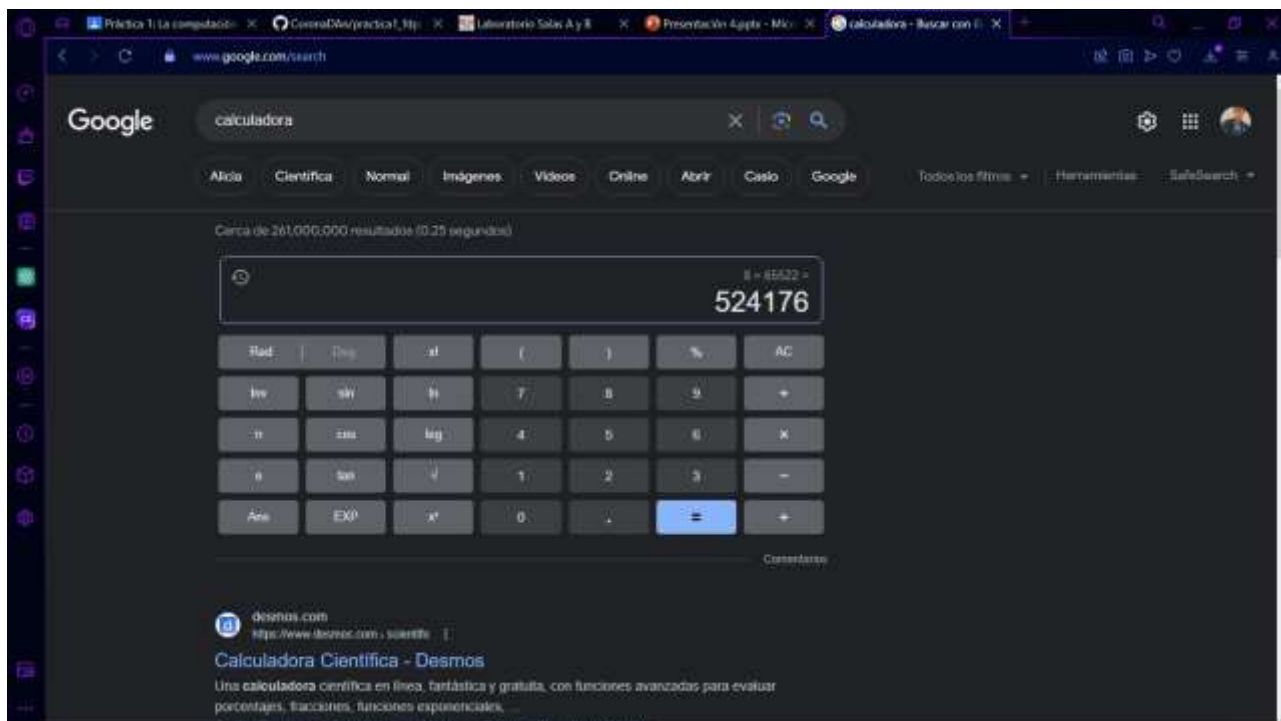 Práctica 1: La computación
CoronaDAn/practica1_
Laboratorio Salas A y B
Presentación 4.pptx - Micr
calculadora - Buscar con G
www.google.com/search
Google
calculadora
Alicia Científica Normal Imágenes Videos Online Abrir Casio Google
Todos los filtros Herramientas SafeSearch
Cerca de 261,000,000 resultados (0.25 segundos)
524176
Rad Deg x! ( ) % AC
Inv sin ln 7 8 9 ÷
π cos log 4 5 6 ×
e tan √ 1 2 3 −
Ans EXP xʸ 0 . = +
Comentarios
desmos.com
https://www.desmos.com › scientific
Calculadora Científica - Desmos
Una calculadora científica en línea, fantástica y gratuita, con funciones avanzadas para evaluar
porcentajes, fracciones, funciones exponenciales, ...